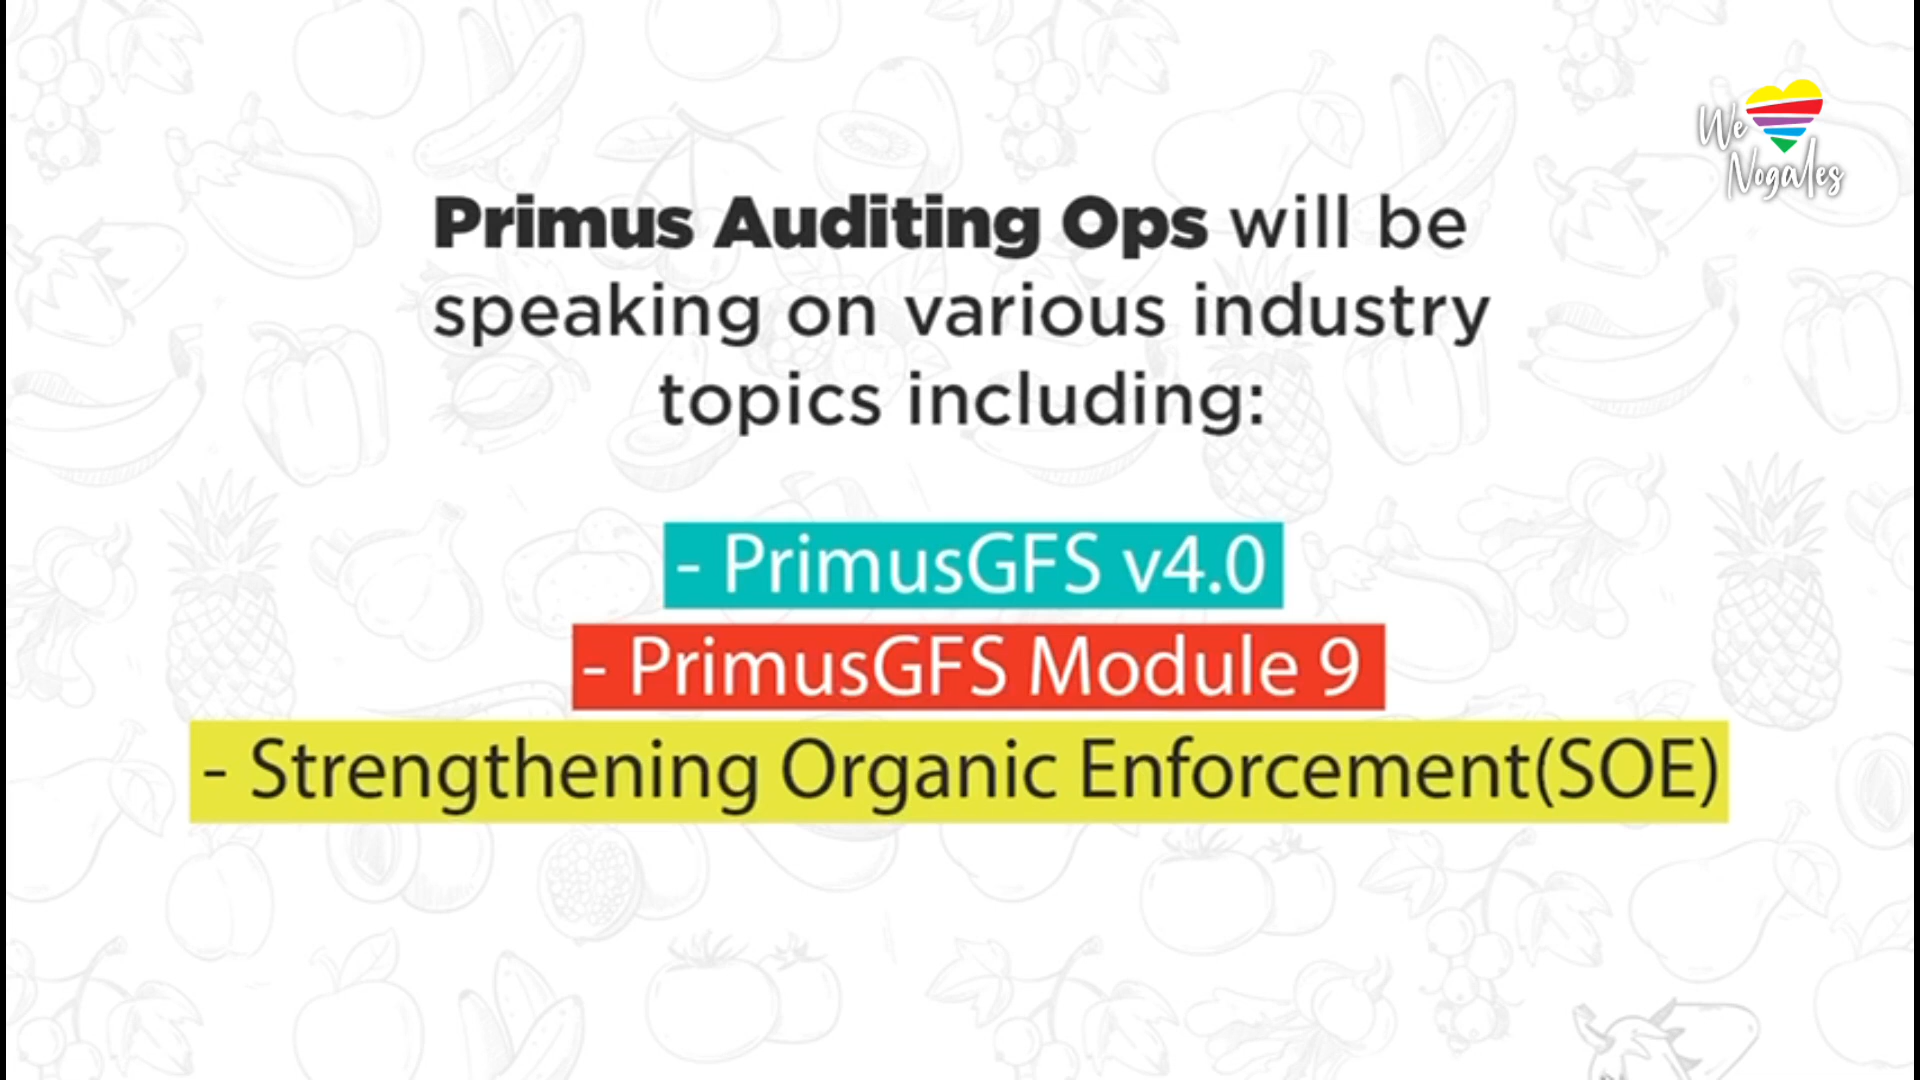 We
Nogales
Primus Auditing Ops will be
speaking on various industry
topics including:
- PrimusGFS v4.0
- PrimusGFS Module 9
- Strengthening Organic Enforcement(SOE)